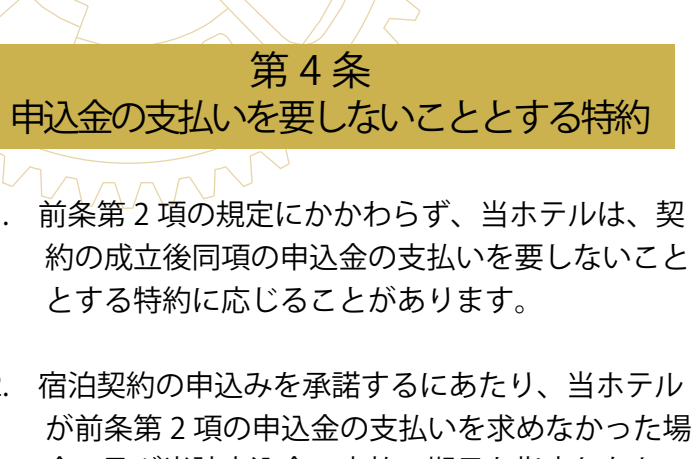 第4条
申込金の支払いを要しないこととする特約
. 前条第2項の規定にかかわらず、当ホテルは、契
約の成立後同項の申込金の支払いを要しないこと
とする特約に応じることがあります。
. 宿泊契約の申込みを承諾するにあたり、当ホテル
が前条第2項の申込金の支払いを求めなかった場